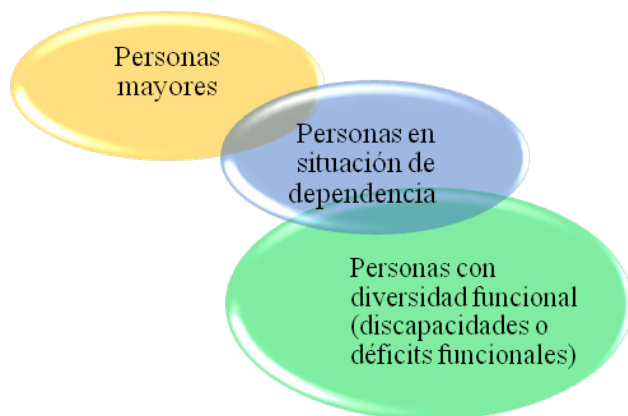 Personas
mayores
Personas en
situación de
dependencia
Personas con
diversidad funcional
(discapacidades o
déficits funcionales)